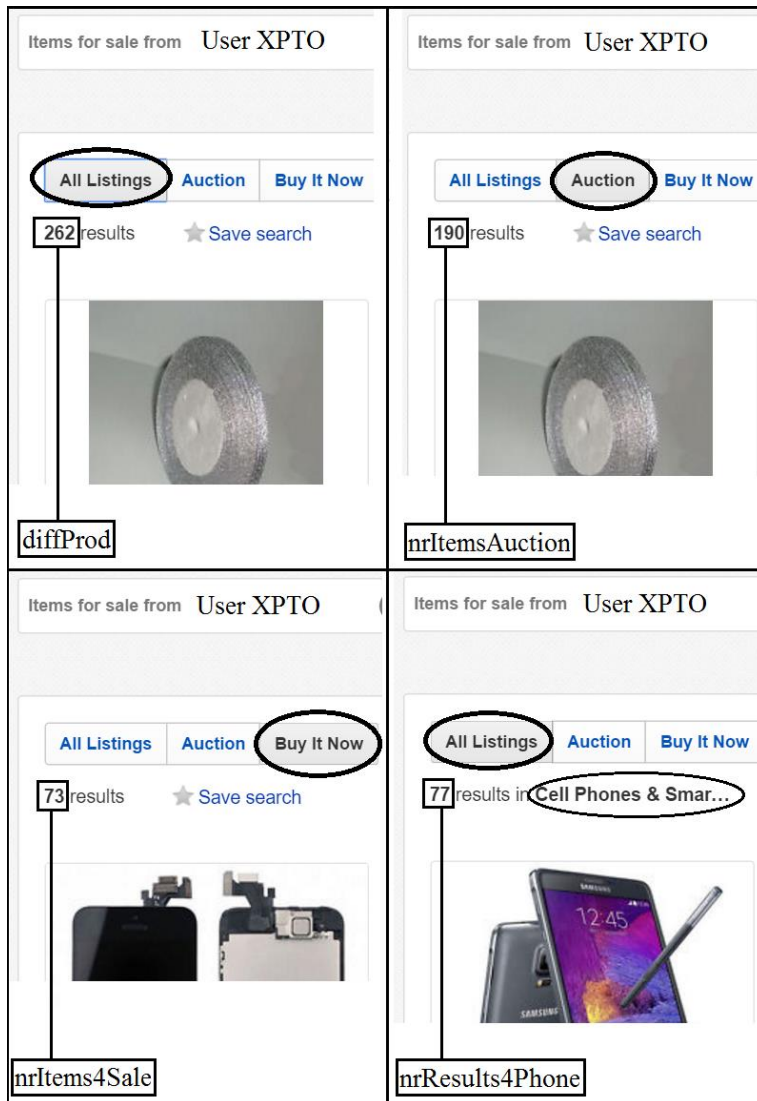 Items for sale from User XPTO
All Listings Auction Buy It Now
262 results Save search
diffProd
Items for sale from User XPTO
All Listings Auction Buy It Now
190 results Save search
nrItemsAuction
Items for sale from User XPTO
All Listings Auction Buy It Now
73 results Save search
nrItems4Sale
Items for sale from User XPTO
All Listings Auction Buy It Now
77 results in Cell Phones & Smar...
SAMSUNG
12:45
SAMSUNG
nrResults4Phone